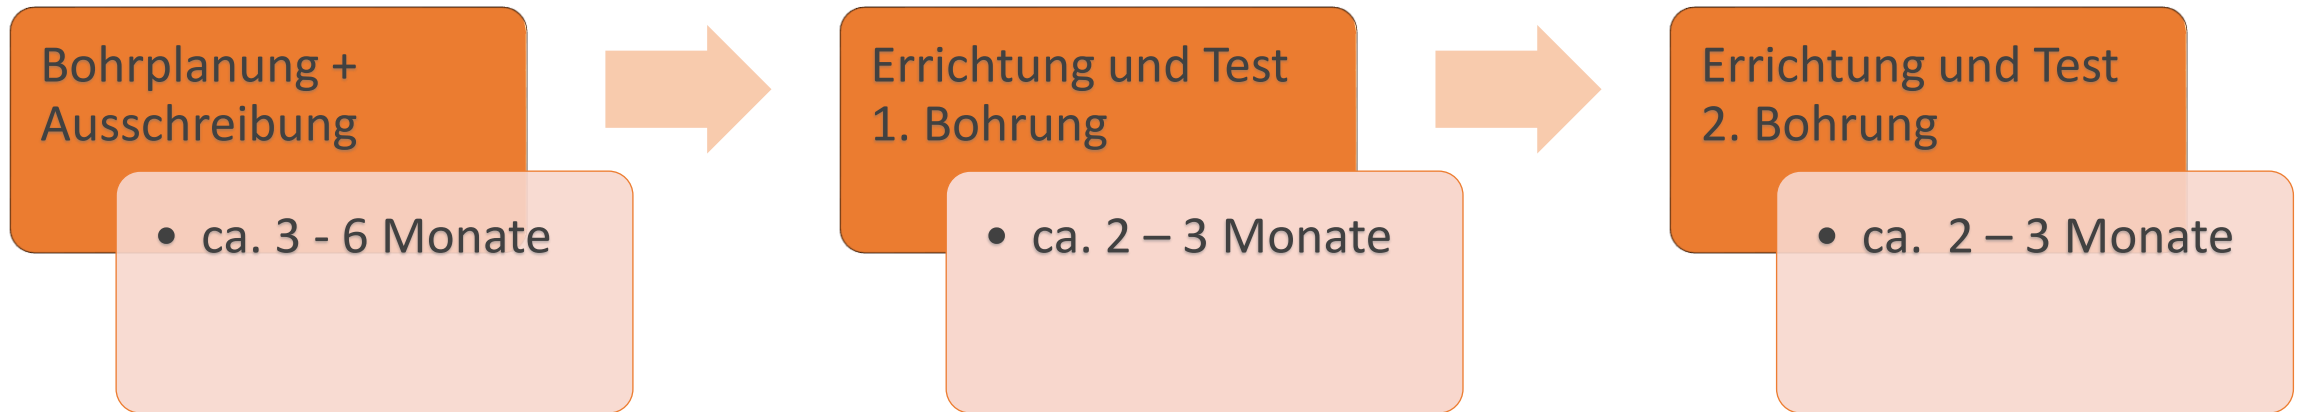 Bohrplanung +
Ausschreibung
• ca. 3 - 6 Monate
Errichtung und Test
1. Bohrung
• ca. 2 – 3 Monate
Errichtung und Test
2. Bohrung
• ca.  2 – 3 Monate